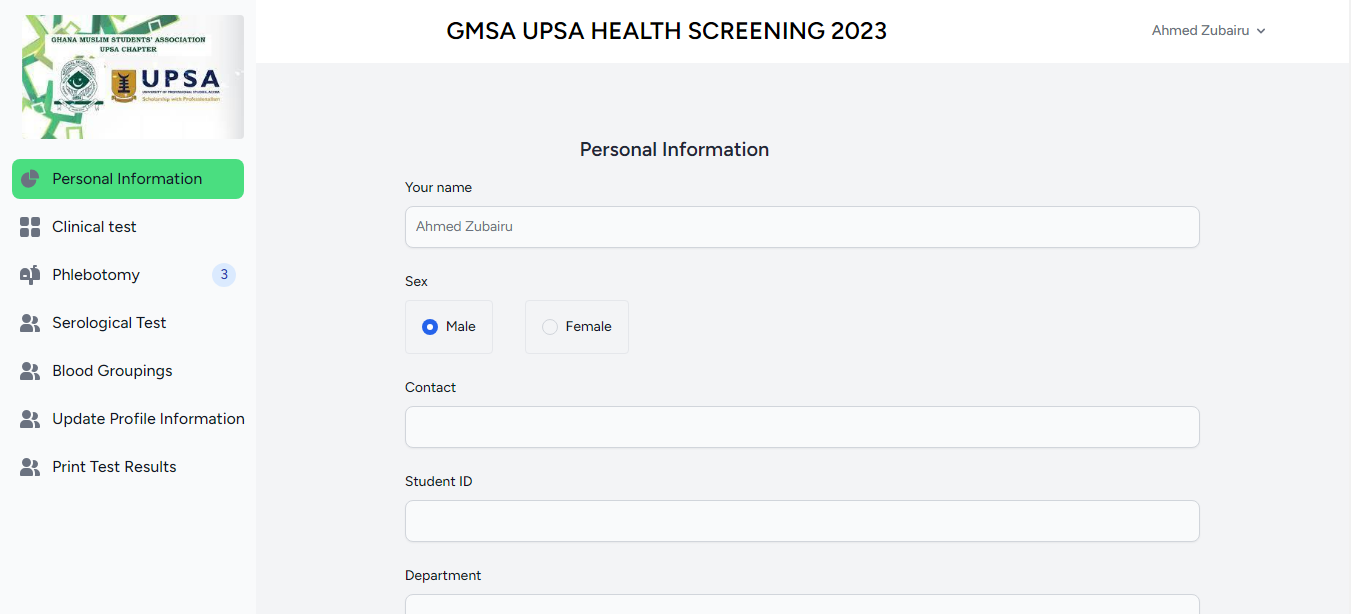 GHANA MUSLIM STUDENTS' ASSOCIATION
UPSA CHAPTER
UPSA
UNIVERSITY OF PROFESSIONAL STUDIES, ACCRA
Scholarship with Professionalism
Personal Information
Clinical test
Phlebotomy 3
Serological Test
Blood Groupings
Update Profile Information
Print Test Results
GMSA UPSA HEALTH SCREENING 2023
Ahmed Zubairu
Personal Information
Your name
Ahmed Zubairu
Sex
Male Female
Contact
Student ID
Department